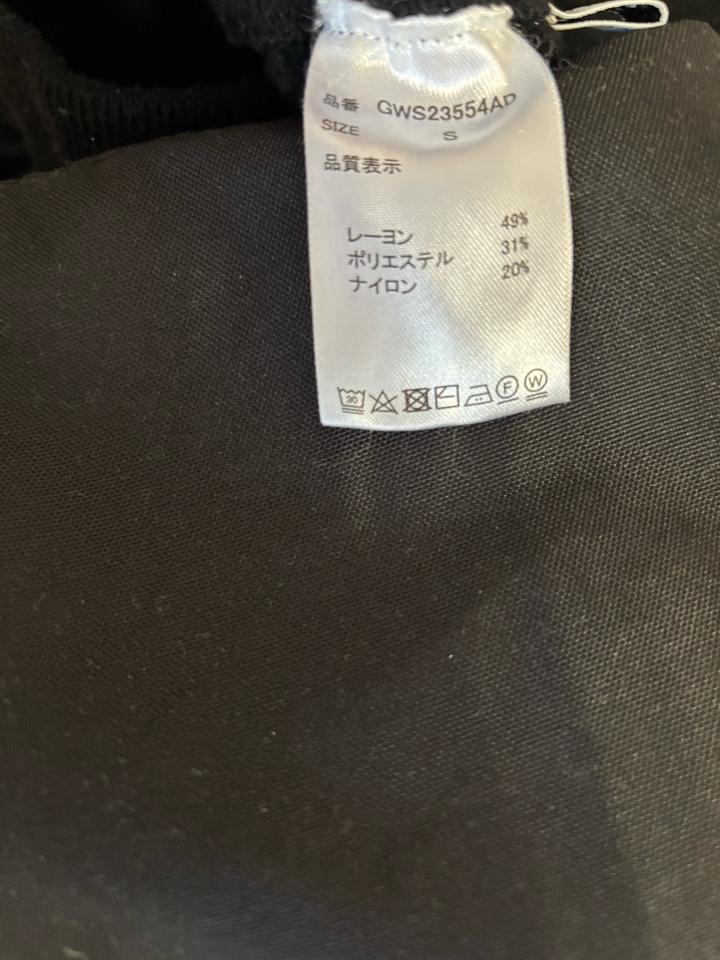 品番 GWS23554AD
SIZE S
品質表示
49%
レーヨン 31%
ポリエステル 20%
ナイロン
30
F W